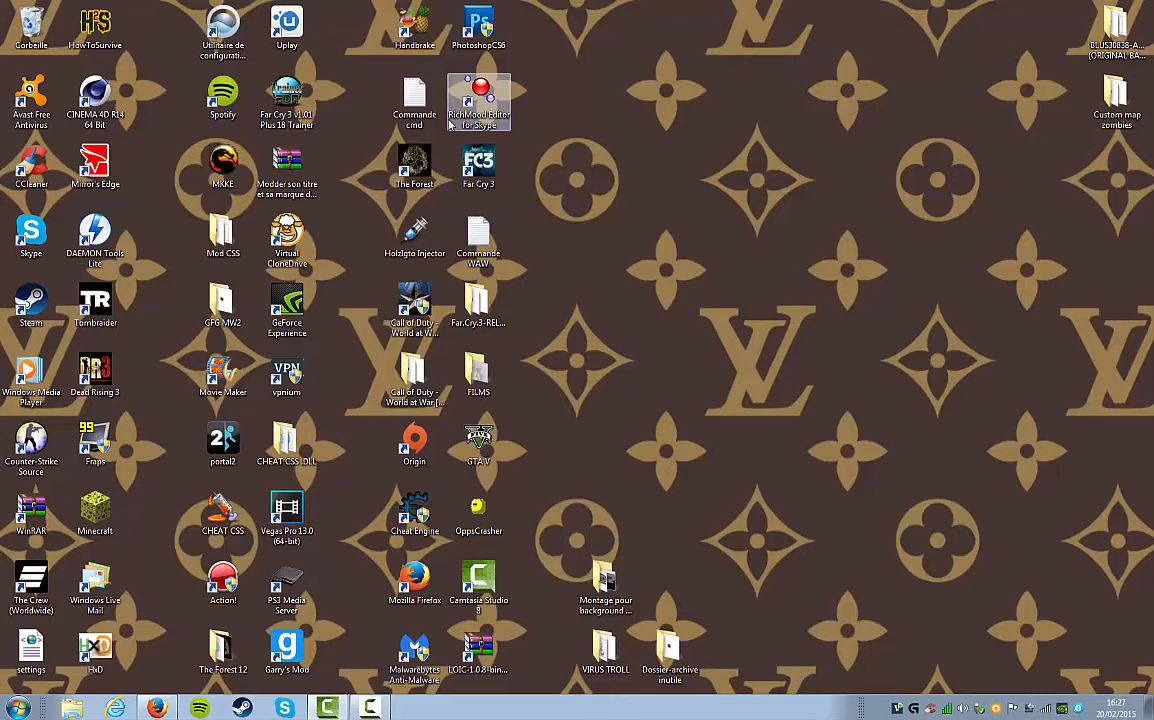 Corbeille
HowToSurvive
Utilitaire de
configurati...
Uplay
Handbrake
PhotoshopCS6
BLUS30838-A...
(ORIGINAL BA...
Avast Free
Antivirus
CINEMA 4D R14
64 Bit
Spotify
Far Cry 3 v1.01
Plus 18 Trainer
Commande
cmd
RichMood Editor
for Skype
Custom map
zombies
CCleaner
Mirror's Edge
MKKE
Modder son titre
et sa marque d...
The Forest
FC3
Far Cry 3
Skype
DAEMON Tools
Lite
Mod CSS
Virtual
CloneDrive
HolzIgto Injector
Commande
WAW
Steam
TR
Tombraider
CFG MW2
GeForce
Experience
Call of Duty -
World at W...
Far.Cry.3-REL...
Windows Media
Player
DR3
Dead Rising 3
Movie Maker
VPN
vpnium
Call of Duty -
World at War [...
FILMS
Counter-Strike
Source
99
Fraps
2
portal2
CHEAT CSS .DLL
Origin
V
GTA V
WinRAR
Minecraft
CHEAT CSS
Vegas Pro 13.0
(64-bit)
Cheat Engine
OppsCrasher
The Crew
(Worldwide)
Windows Live
Mail
Action!
PS3 Media
Server
Mozilla Firefox
Camtasia Studio
8
Montage pour
background ...
settings
HxD
The Forest 12
Garry's Mod
Malwarebytes
Anti-Malware
LOIC-1.0.8-bin...
VIRUS TROLL
Dossier-archive
inutile
16:27
20/02/2015